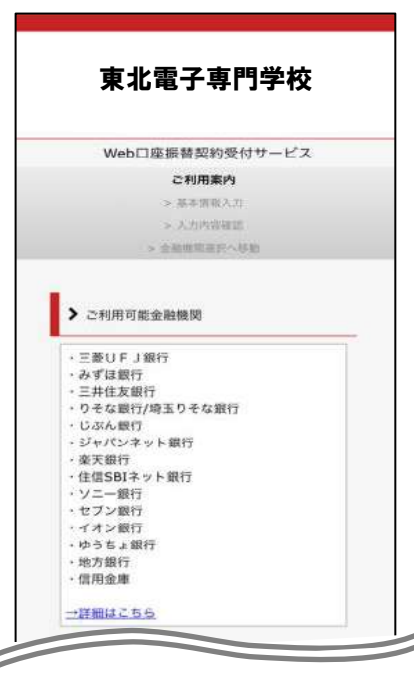 東北電子専門学校
Web口座振替契約受付サービス
ご利用案内
> 基本情報入力
> 入力内容確認
> 金融機関選択へ移動
ご利用可能金融機関
・三菱UFJ銀行
・みずほ銀行
・三井住友銀行
・りそな銀行/埼玉りそな銀行
・じぶん銀行
・ジャパンネット銀行
・楽天銀行
・住信SBIネット銀行
・ソニー銀行
・セブン銀行
・イオン銀行
・ゆうちょ銀行
・地方銀行
・信用金庫
→詳細はこちら